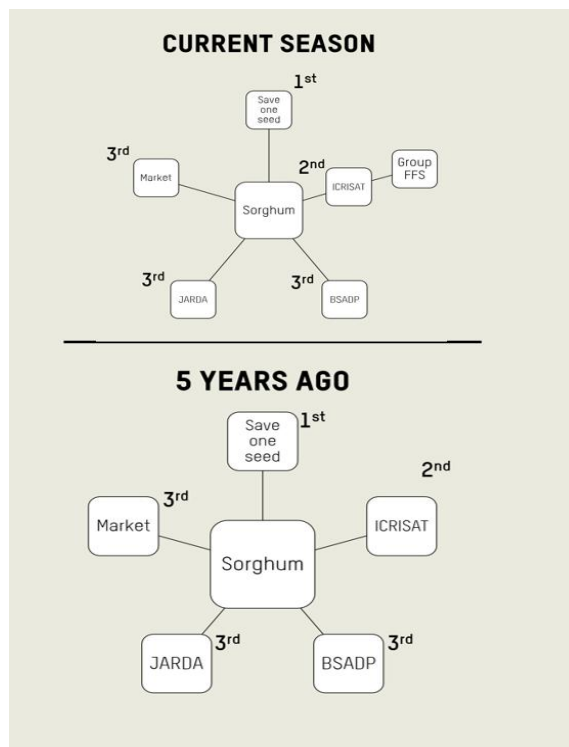 CURRENT SEASON
1st
Save
one
seed
3rd
Market
2nd
ICRISAT
Group
FFS
Sorghum
3rd
JARDA
3rd
BSADP
5 YEARS AGO
1st
Save
one
seed
2nd
3rd
Market
ICRISAT
Sorghum
3rd
JARDA
3rd
BSADP